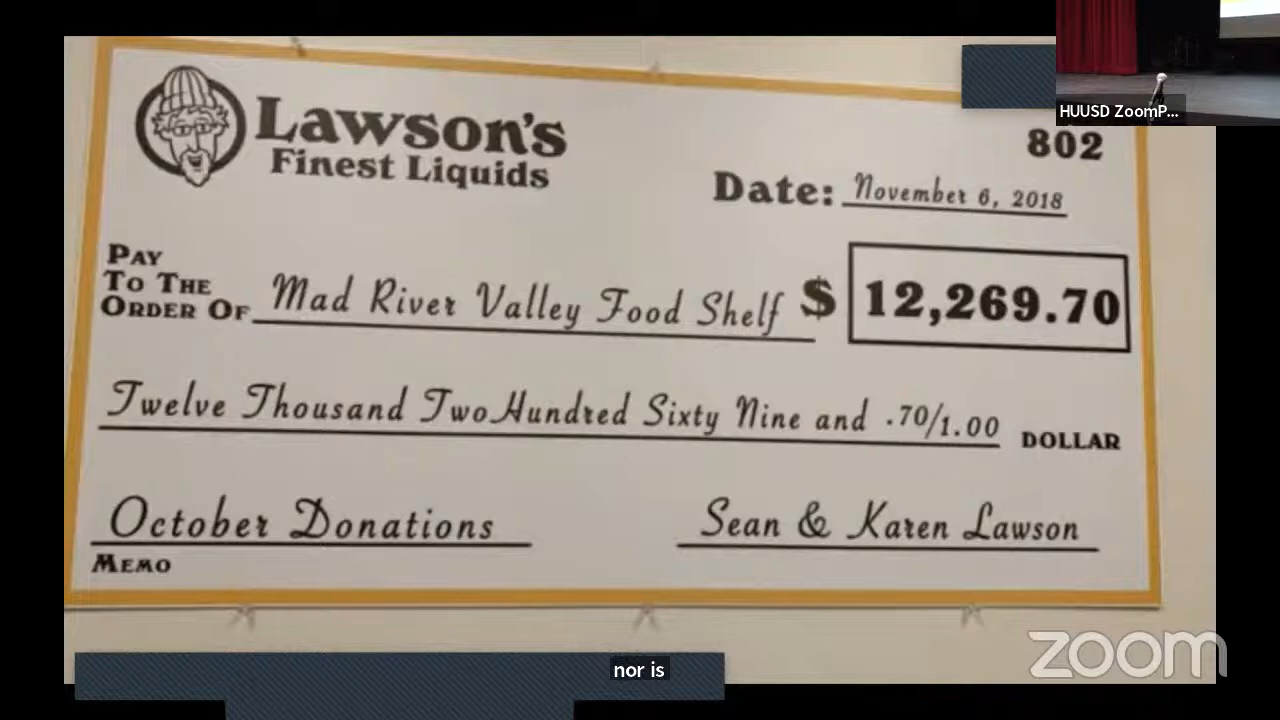 HUUSD ZoomP...
Lawson's
Finest Liquids
802
Date: November 6, 2018
Pay
To The
Order Of Mad River Valley Food Shelf $ 12,269.70
Twelve Thousand Two Hundred Sixty Nine and .70/1.00 DOLLAR
October Donations Sean & Karen Lawson
Memo
zoom
nor is